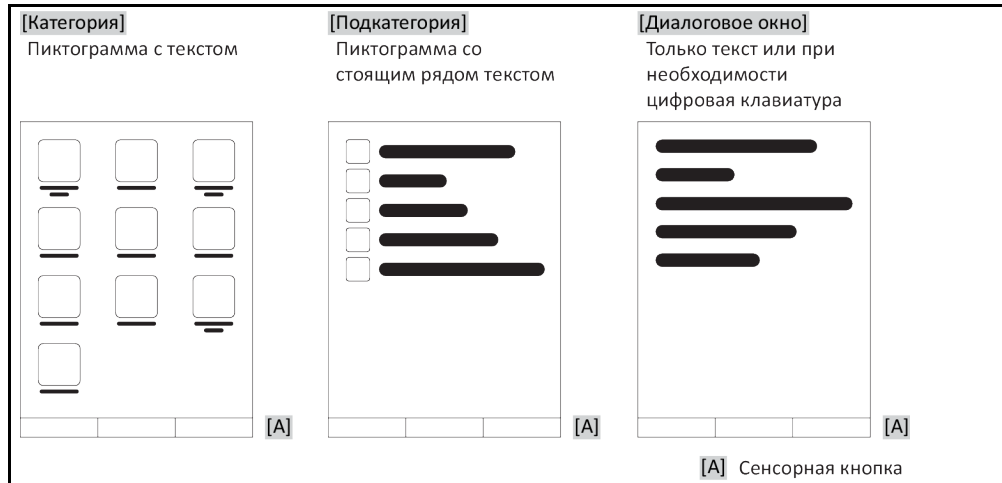 [Категория]
Пиктограмма с текстом
[Подкатегория]
Пиктограмма со
стоящим рядом текстом
[Диалоговое окно]
Только текст или при
необходимости
цифровая клавиатура
[A]
[A]
[A]
[A] Сенсорная кнопка